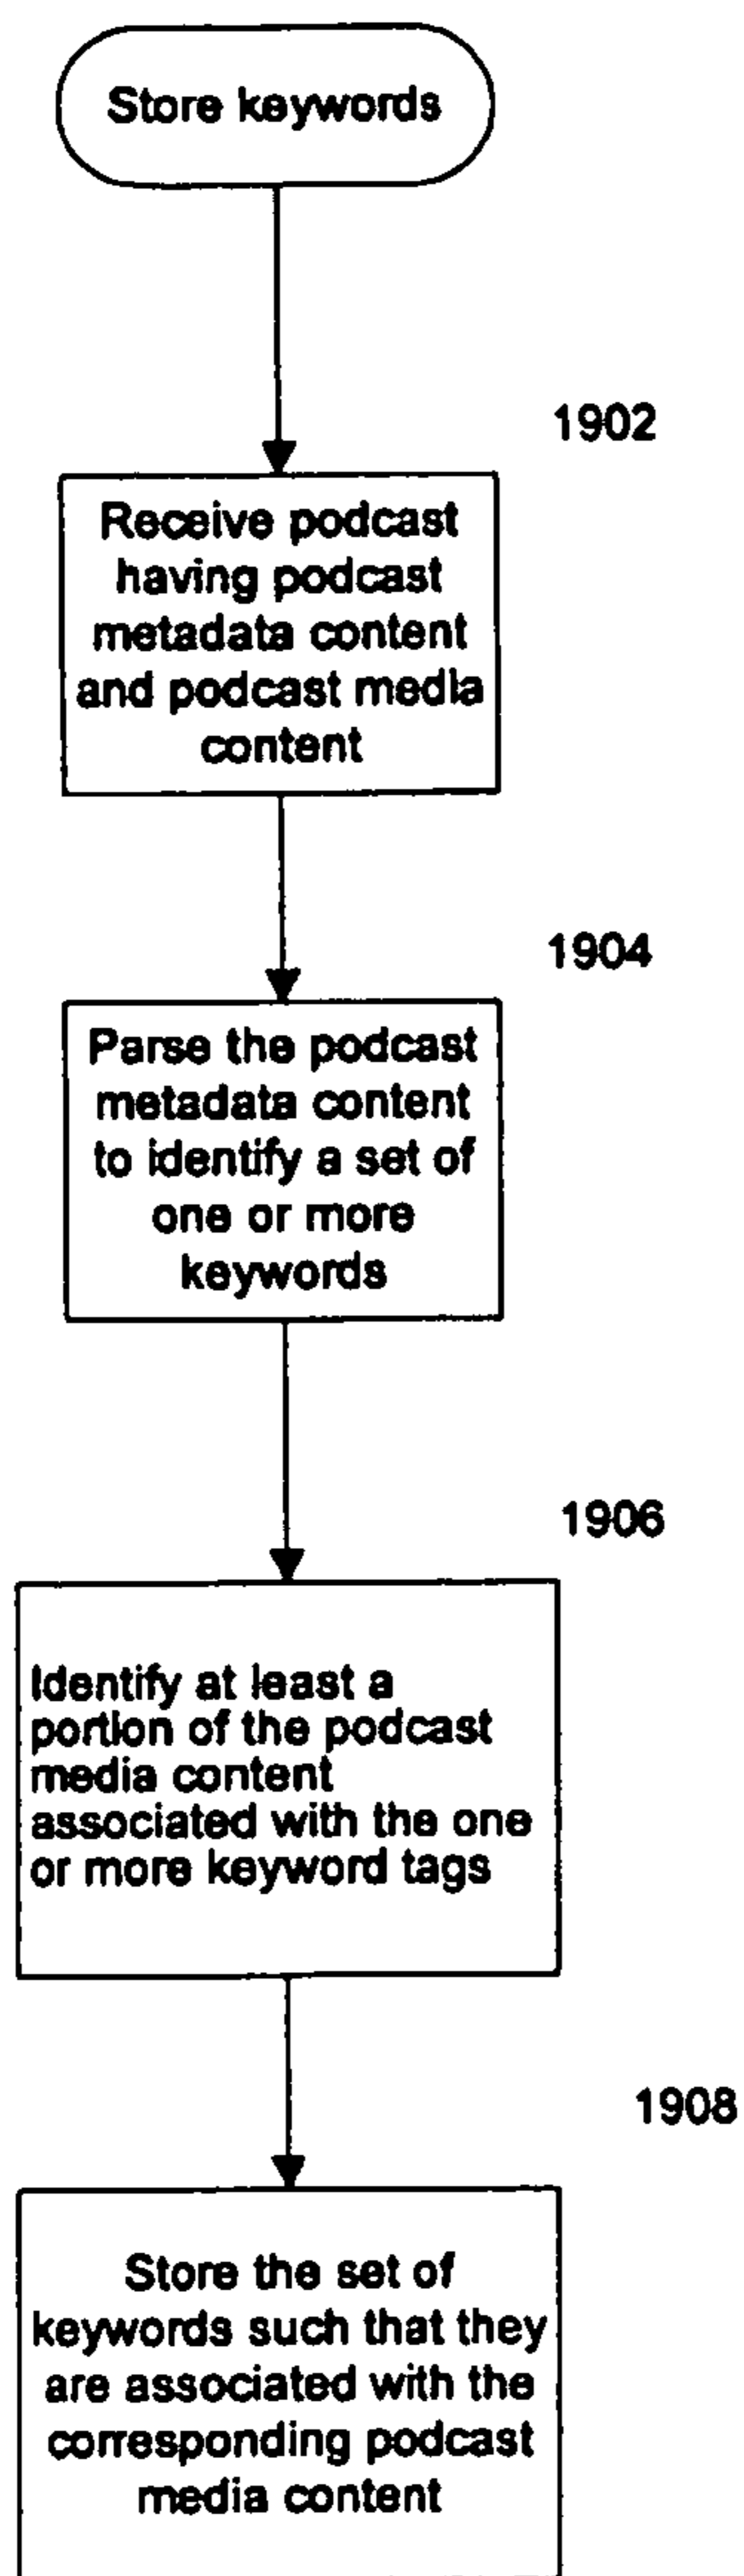 Store keywords
1902
Receive podcast
having podcast
metadata content
and podcast media
content
1904
Parse the podcast
metadata content
to identify a set of
one or more
keywords
1906
Identify at least a
portion of the podcast
media content
associated with the one
or more keyword tags
1908
Store the set of
keywords such that they
are associated with the
corresponding podcast
media content